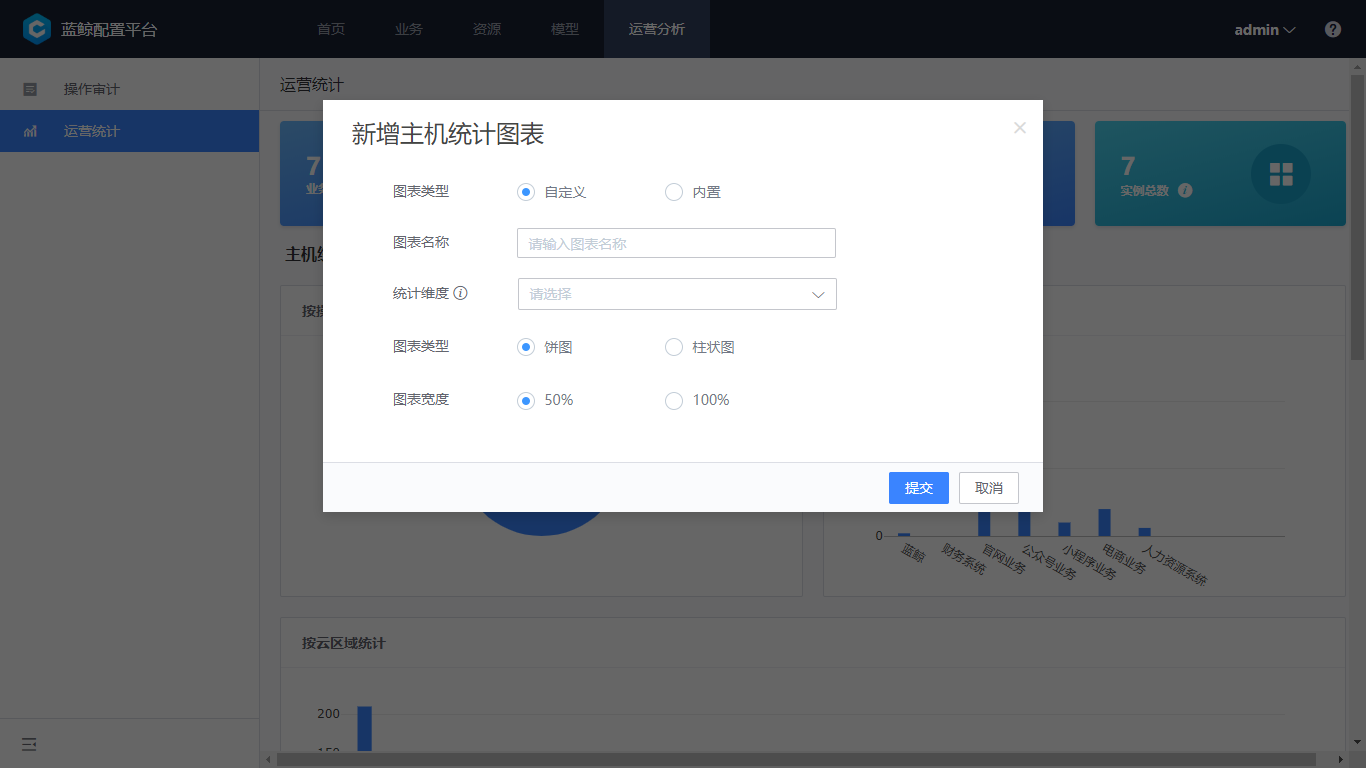 蓝鲸配置平台
首页 业务 资源 模型 运营分析
admin
操作审计
运营统计
运营统计
7
业务
7
实例总数
主机统
新增主机统计图表
图表类型 自定义 内置
图表名称 请输入图表名称
统计维度 请选择
图表类型 饼图 柱状图
图表宽度 50% 100%
提交 取消
0
蓝鲸 财务系统 官网业务 公众号业务 小程序业务 电商业务 人力资源系统
按云区域统计
200
150